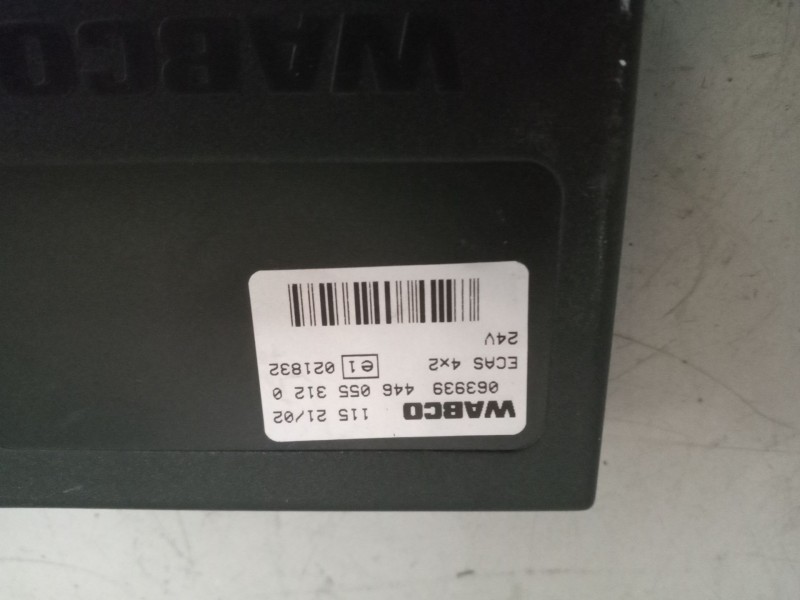 WABCO 115 21/02
063939 446 055 312 0
ECAS 4x2 e1 021832
24V
WABCO